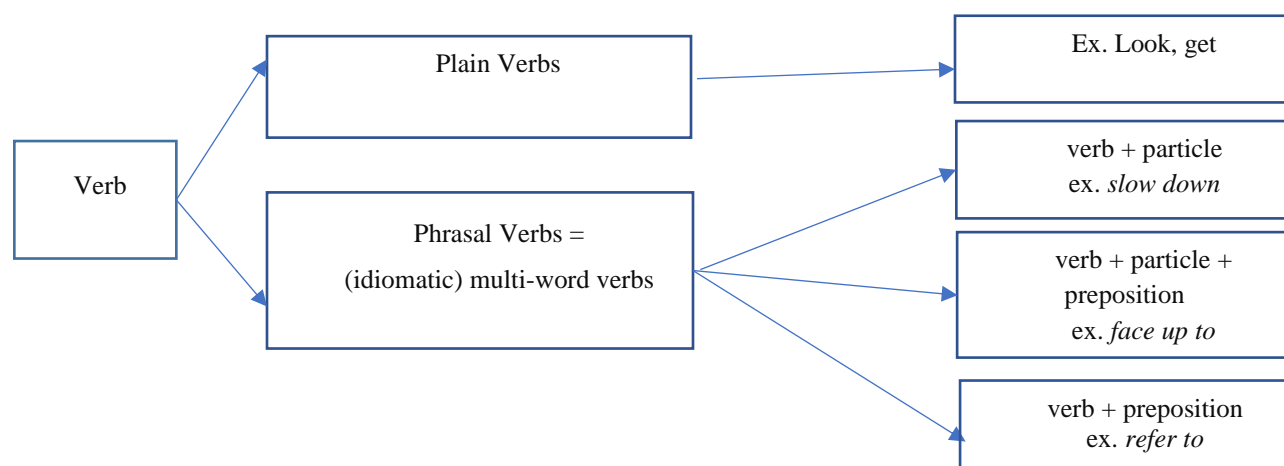 Verb
Plain Verbs
Ex. Look, get
Phrasal Verbs =
(idiomatic) multi-word verbs
verb + particle
ex. slow down
verb + particle +
preposition
ex. face up to
verb + preposition
ex. refer to